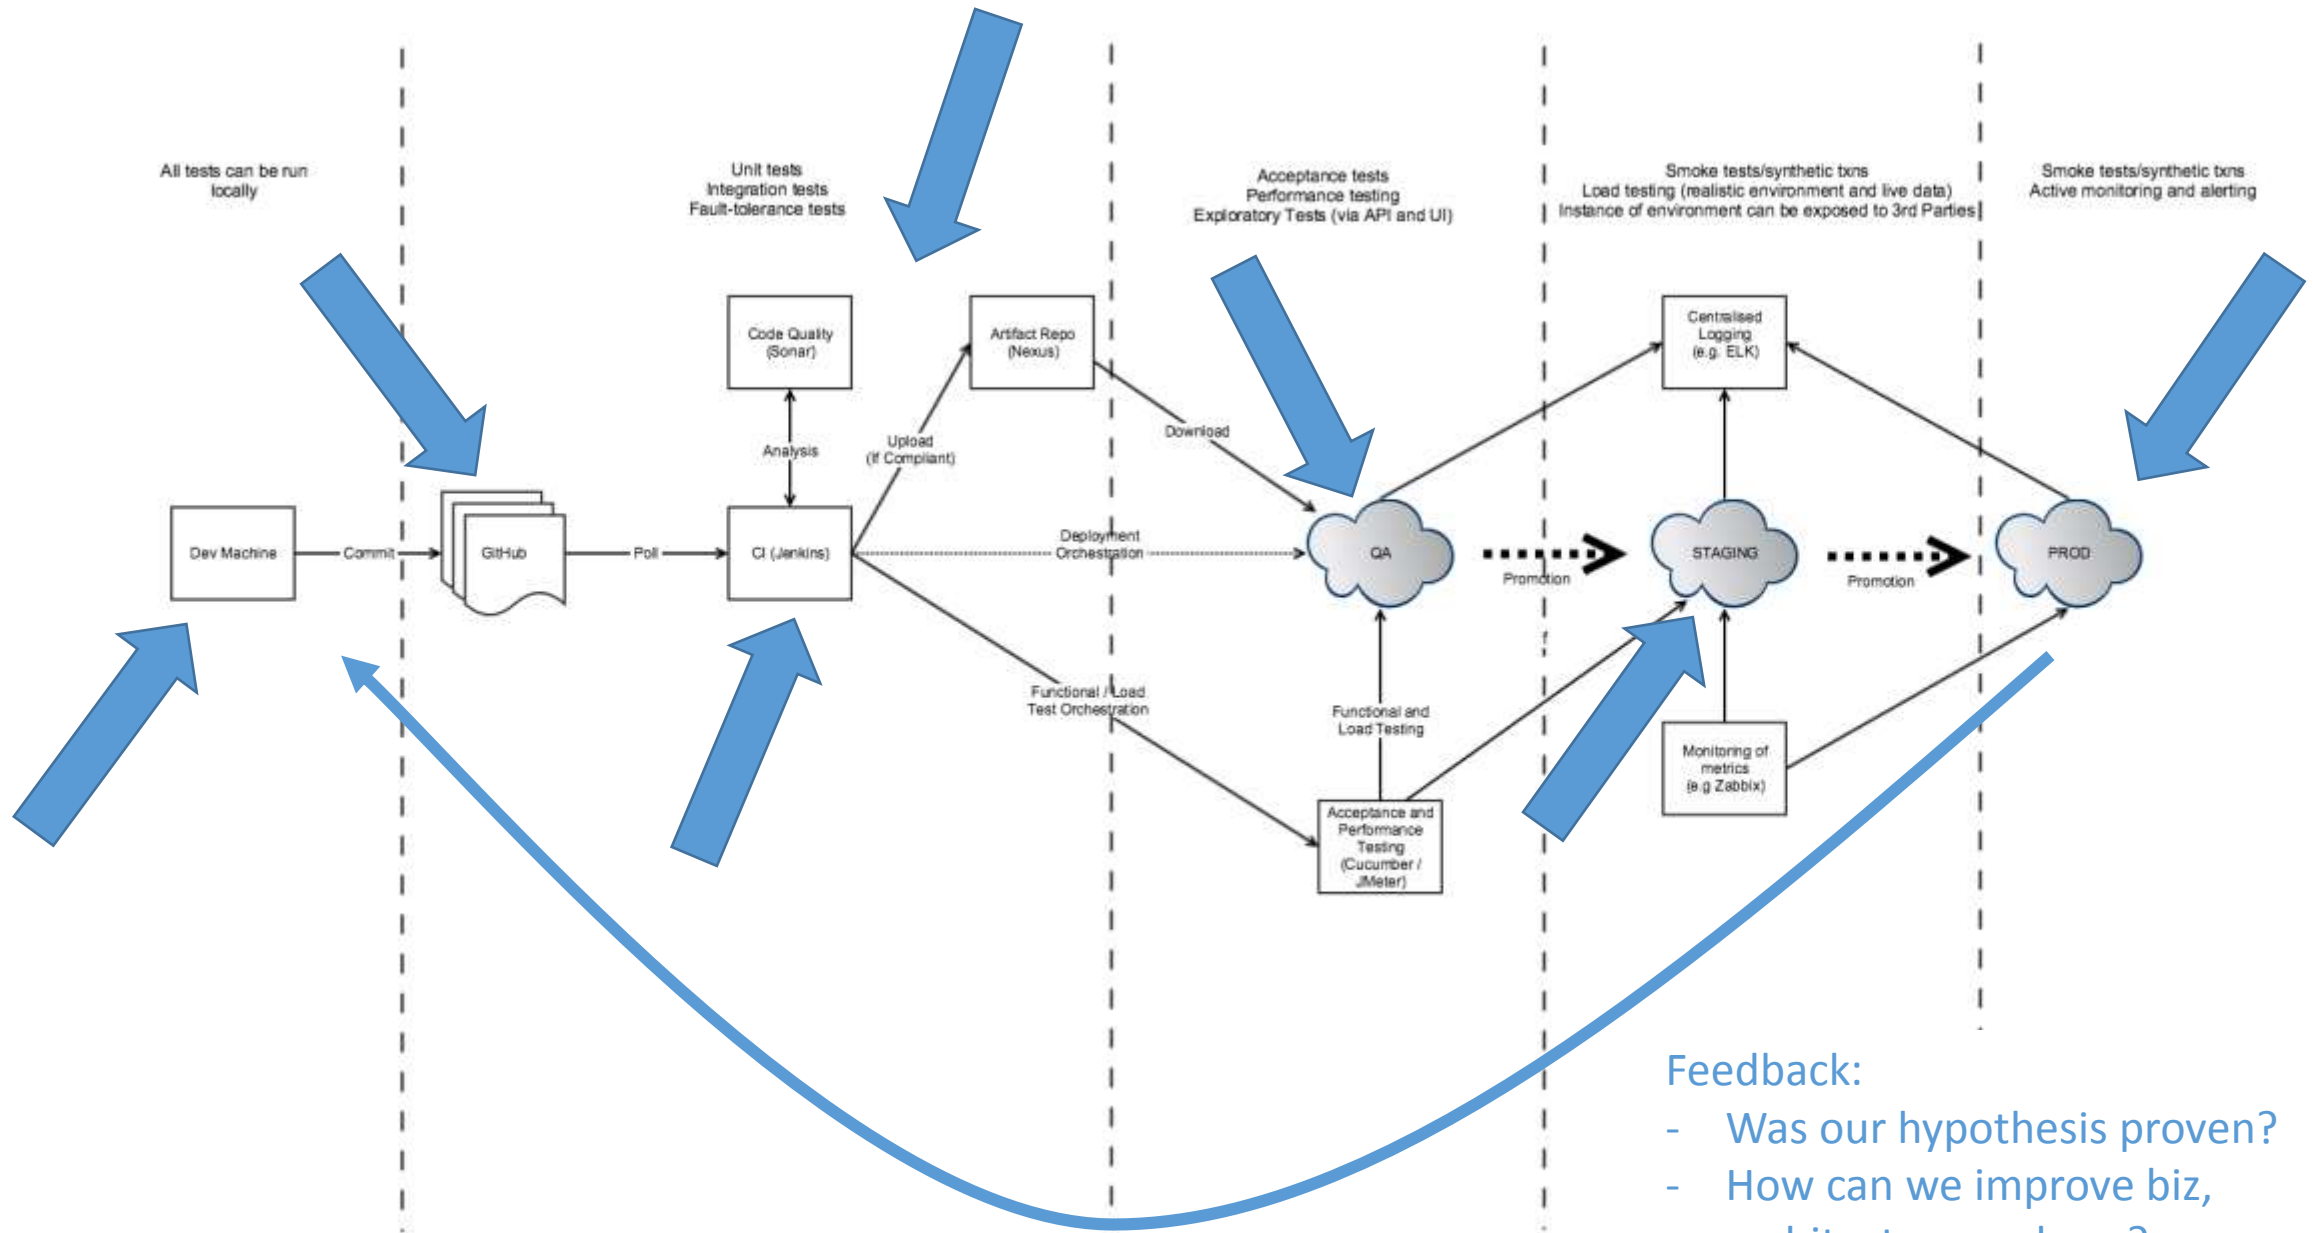 All tests can be run
locally
Unit tests
Integration tests
Fault-tolerance tests
Acceptance tests
Performance testing
Exploratory Tests (via API and UI)
Smoke tests/synthetic txns
Load testing (realistic environment and live data)
Instance of environment can be exposed to 3rd Parties
Smoke tests/synthetic txns
Active monitoring and alerting
Code Quality
(Sonar)
Artifact Repo
(Nexus)
Centralised
Logging
(e.g. ELK)
Analysis
Upload
(If Compliant)
Download
Dev Machine
Commit
GitHub
Poll
CI (Jenkins)
Deployment
Orchestration
QA
Promotion
STAGING
Promotion
PROD
Functional / Load
Test Orchestration
Functional and
Load Testing
Monitoring of
metrics
(e.g Zabbix)
Acceptance and
Performance
Testing
(Cucumber /
JMeter)
Feedback:
- Was our hypothesis proven?
- How can we improve biz,